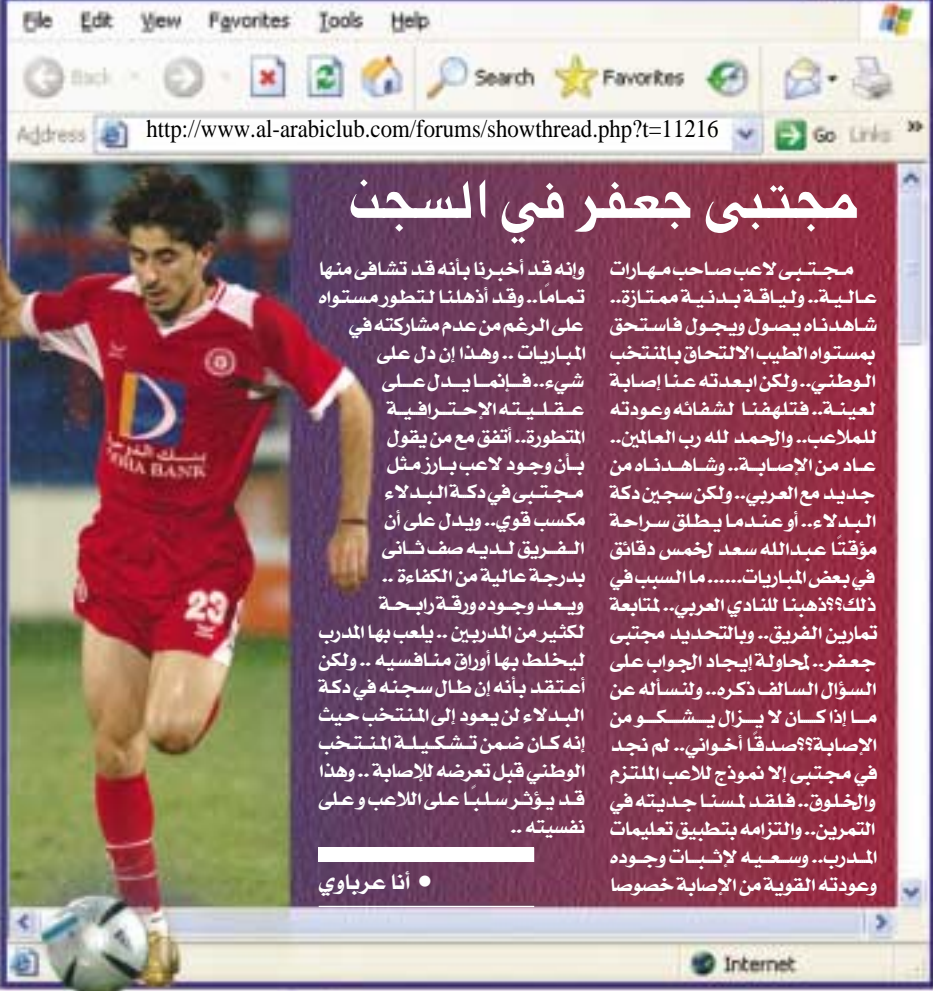 File Edit View Favorites Tools Help
Back Search Favorites
Address http://www.al-arabiclub.com/forums/showthread.php?t=11216 Go Links »
مجتبى جعفر في السجن
مجتبى لاعب صاحب مهارات
عالية.. ولياقة بدنية ممتازة..
شاهدناه يصول ويجول فاستحق
بمستواه الطيب الالتحاق بالمنتخب
الوطني.. ولكن ابعدته عنا إصابة
لعينة.. فتلهفنا لشفائه وعودته
للملاعب.. والحمد لله رب العالمين..
عاد من الإصابة.. وشاهدناه من
جديد مع العربي.. ولكن سجين دكة
البدلاء.. أو عندما يطلق سراحة
مؤقتًا عبدالله سعد لخمس دقائق
في بعض المباريات...... ما السبب في
ذلك؟؟ذهبنا للنادي العربي.. لمتابعة
تمارين الفريق.. وبالتحديد مجتبى
جعفر.. لمحاولة إيجاد الجواب على
السؤال السالف ذكره.. ولنسأله عن
ما إذا كان لا يزال يشكو من
الإصابة؟؟صدقًا أخواني.. لم نجد
في مجتبى إلا نموذج للاعب الملتزم
والخلوق.. فلقد لمسنا جديته في
التمرين.. والتزامه بتطبيق تعليمات
المدرب.. وسعيه لإثبات وجوده
وعودته القوية من الإصابة خصوصا
وإنه قد أخبرنا بأنه قد تشافى منها
تمامًا.. وقد أذهلنا لتطور مستواه
على الرغم من عدم مشاركته في
المباريات .. وهذا إن دل على
شيء.. فإنما يدل على
عقليته الإحترافية
المتطورة.. أتفق مع من يقول
بأن وجود لاعب بارز مثل
مجتبى في دكة البدلاء
مكسب قوي.. ويدل على أن
الفريق لديه صف ثاني
بدرجة عالية من الكفاءة ..
ويعد وجوده ورقة رابحة
لكثير من المدربين .. يلعب بها المدرب
ليخلط بها أوراق منافسيه .. ولكن
أعتقد بأنه إن طال سجنه في دكة
البدلاء لن يعود إلى المنتخب حيث
إنه كان ضمن تشكيلة المنتخب
الوطني قبل تعرضه للإصابة .. وهذا
قد يؤثر سلبًا على اللاعب وعلى
نفسيته ..
● أنا عرباوي
BANK
23
Internet